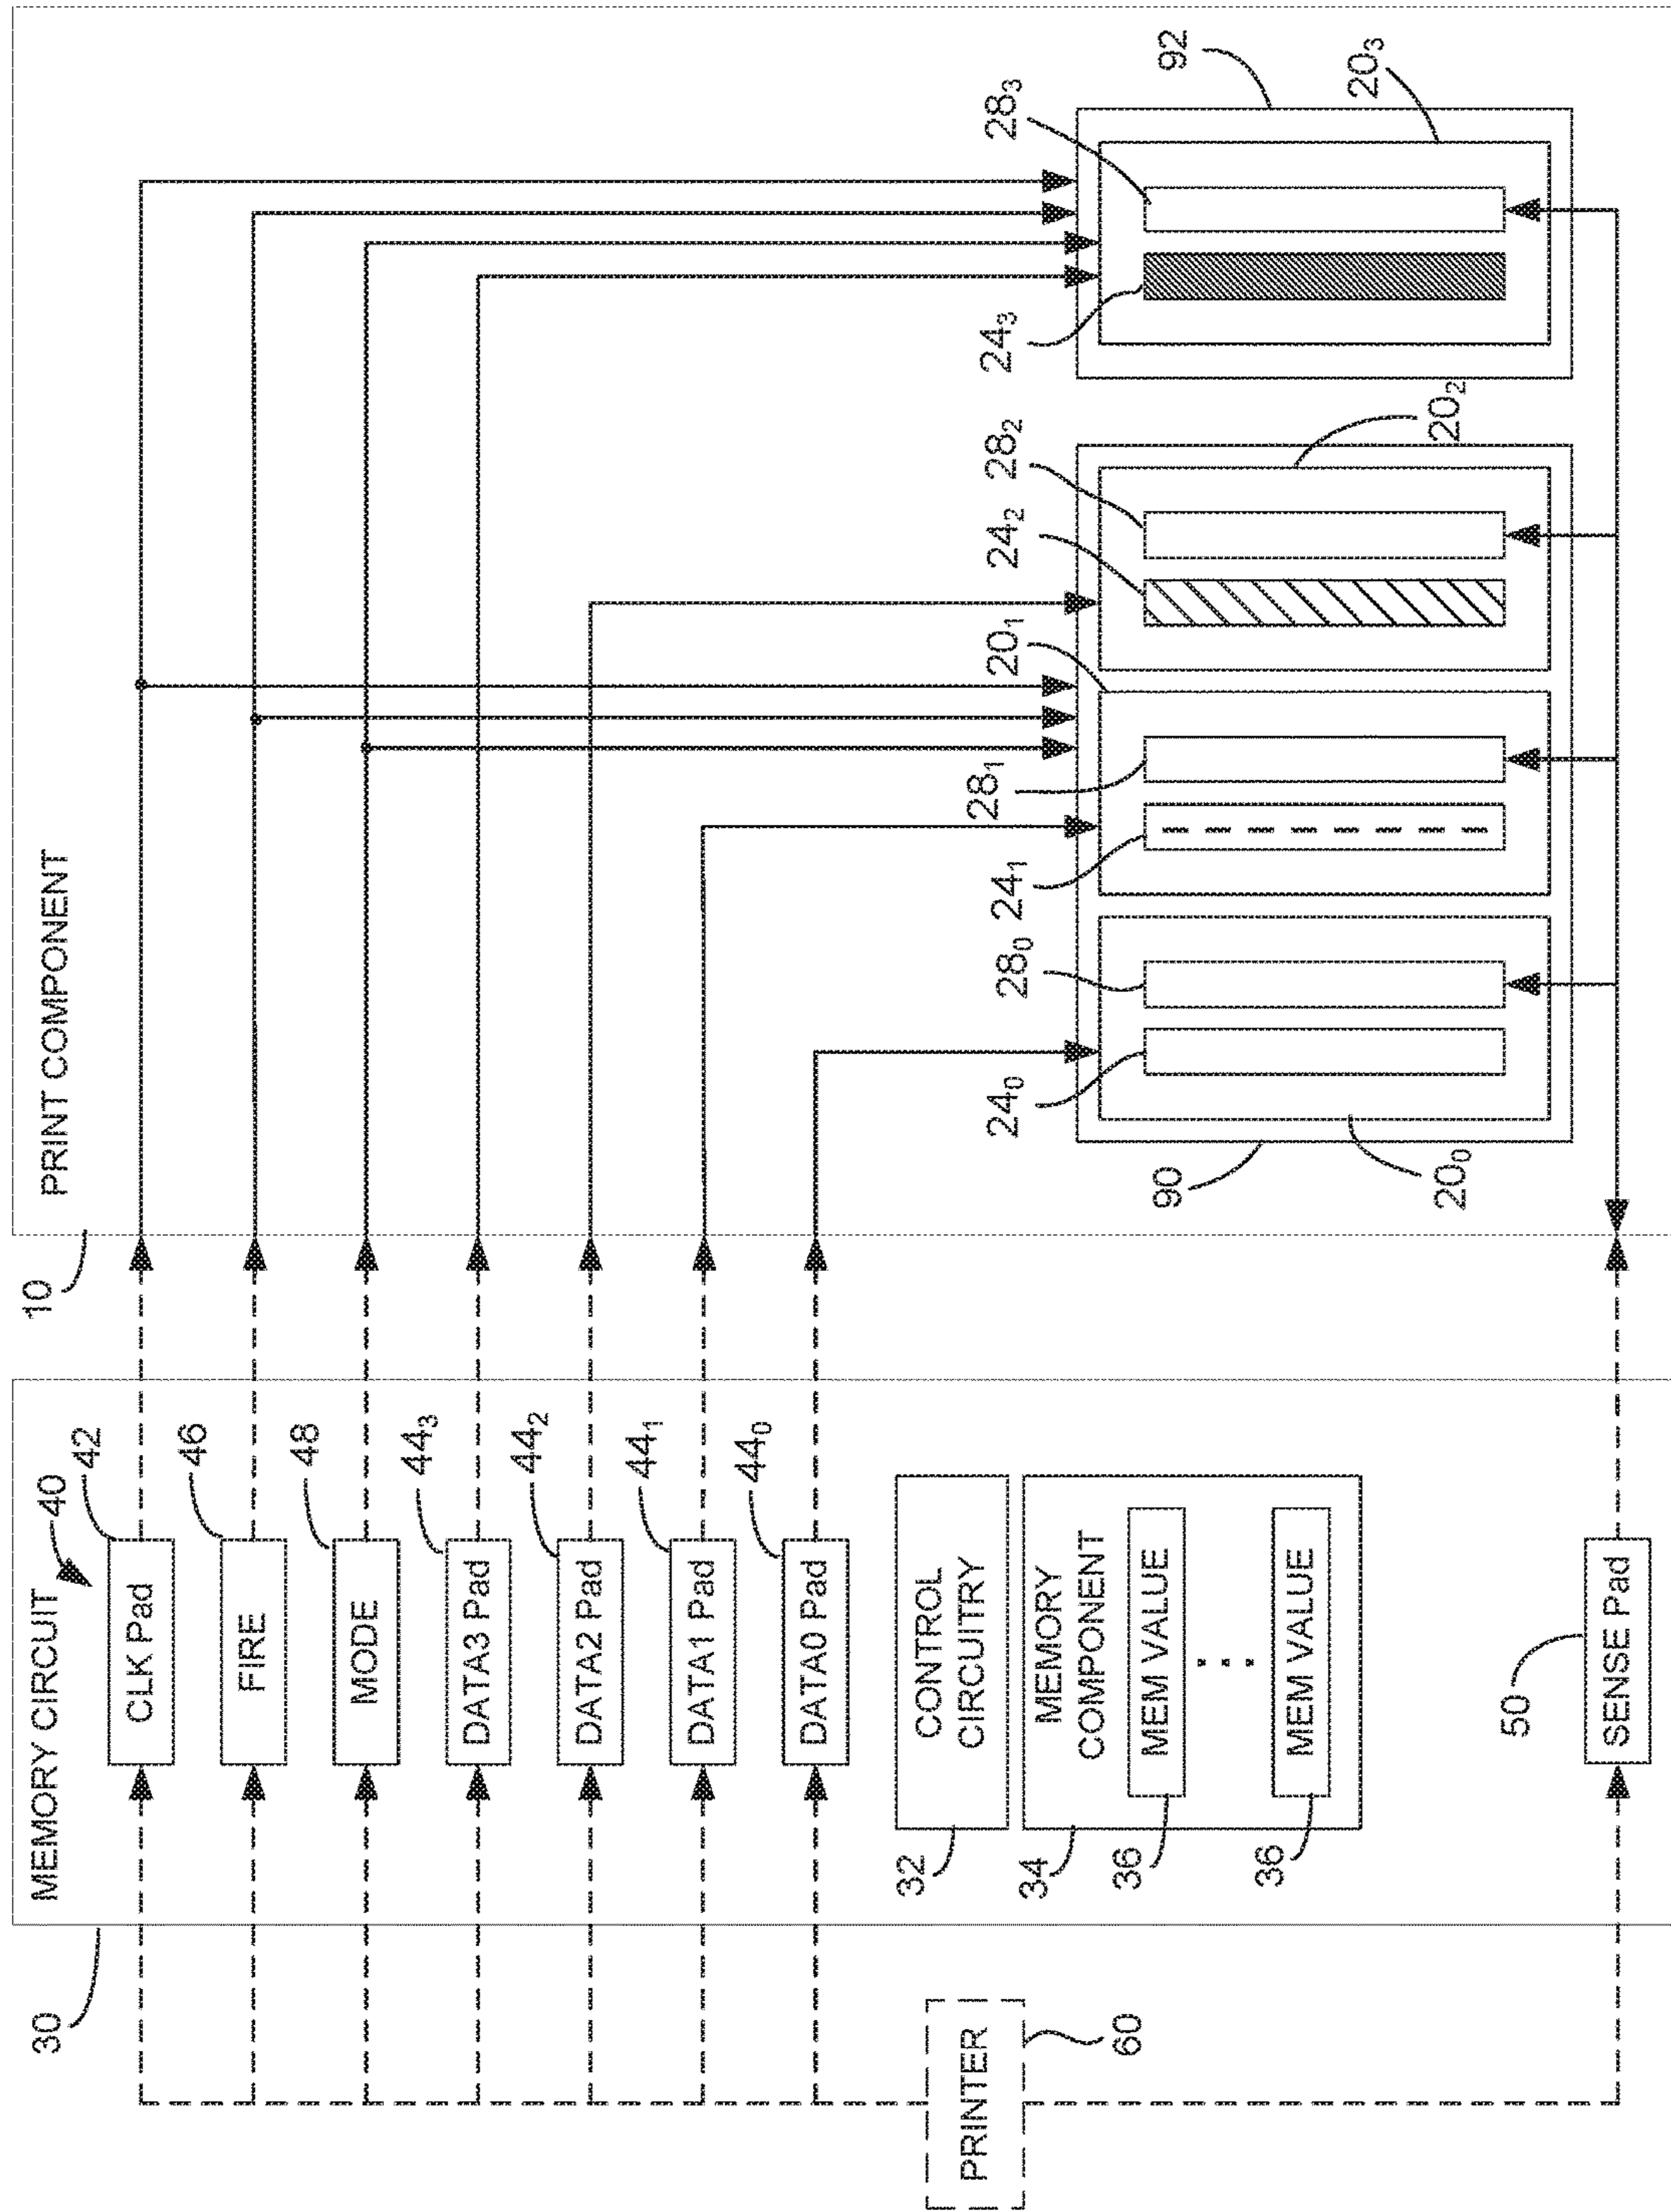 PRINTER
60
30
MEMORY CIRCUIT
40
CLK Pad
42
FIRE
46
MODE
48
DATA3 Pad
44₃
DATA2 Pad
44₂
DATA1 Pad
44₁
DATA0 Pad
44₀
CONTROL
CIRCUITRY
32
MEMORY
COMPONENT
34
MEM VALUE
36
MEM VALUE
36
SENSE Pad
50
10
PRINT COMPONENT
90
20₀
24₀
28₀
24₁
28₁
20₁
24₂
28₂
20₂
24₃
28₃
92
20₃